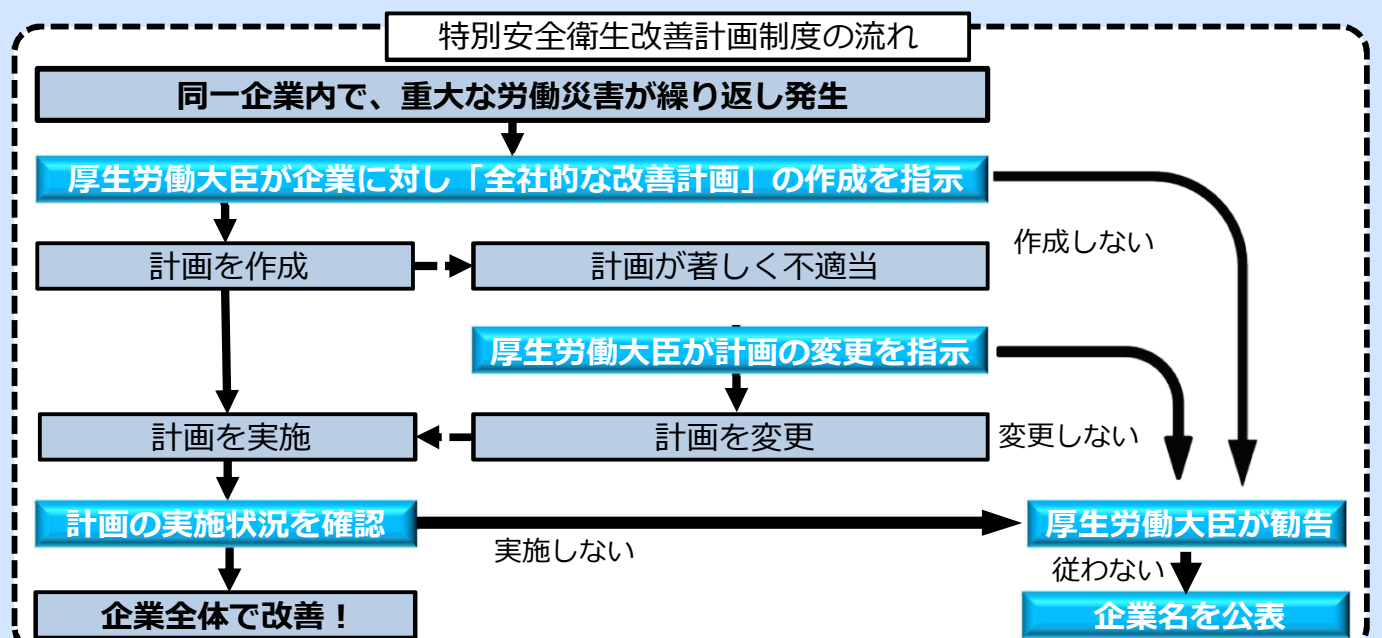 特別安全衛生改善計画制度の流れ
同一企業内で、重大な労働災害が繰り返し発生
厚生労働大臣が企業に対し「全社的な改善計画」の作成を指示
作成しない
計画を作成
計画が著しく不適当
厚生労働大臣が計画の変更を指示
計画を実施
計画を変更
変更しない
計画の実施状況を確認
実施しない
厚生労働大臣が勧告
従わない
企業全体で改善！
企業名を公表